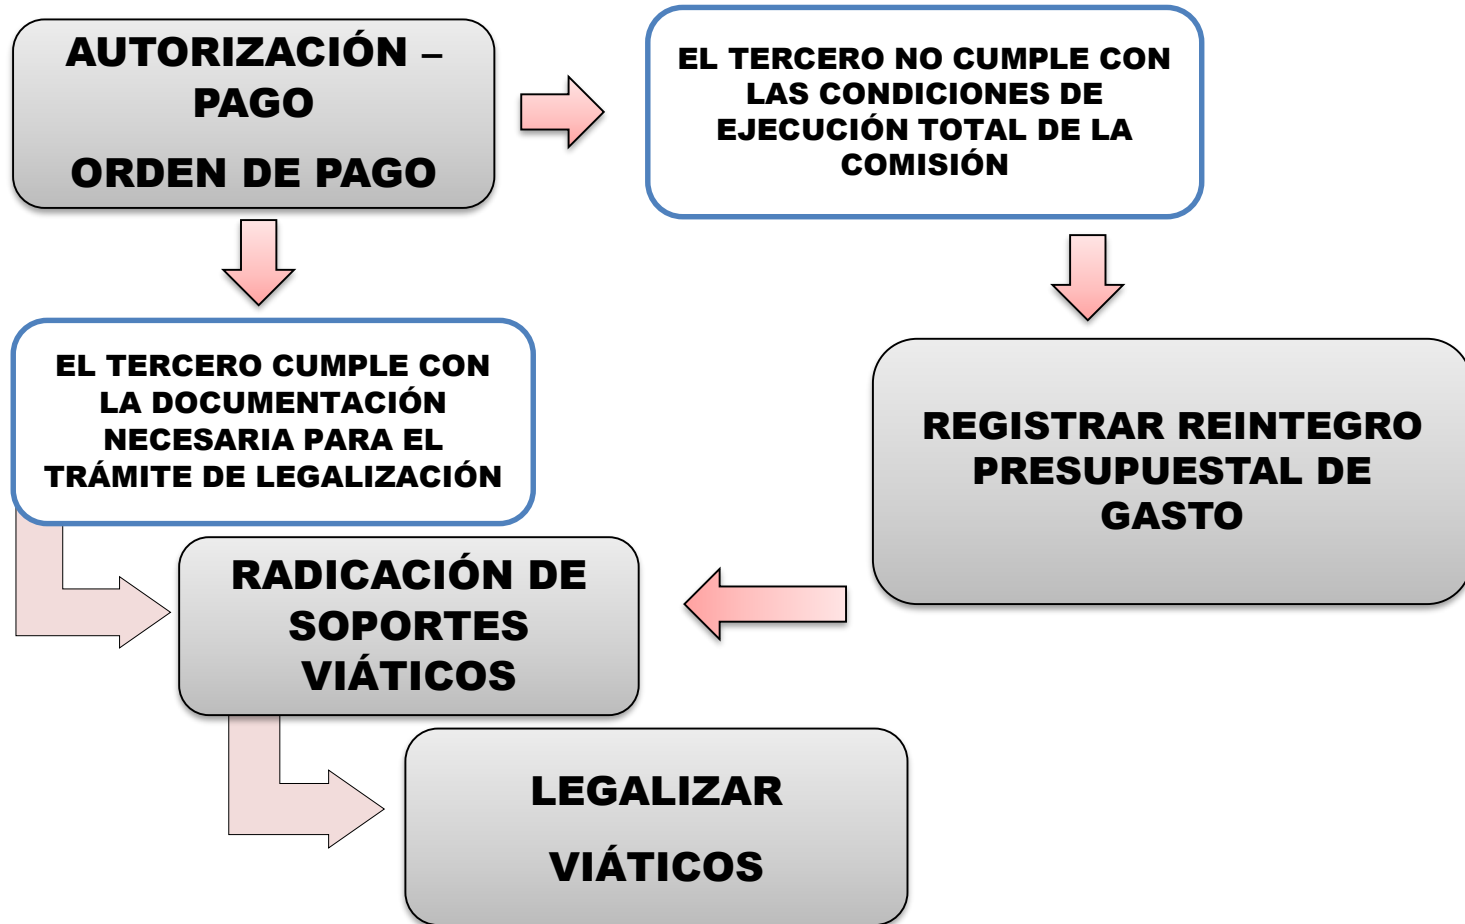 AUTORIZACIÓN –
PAGO
ORDEN DE PAGO
EL TERCERO NO CUMPLE CON
LAS CONDICIONES DE
EJECUCIÓN TOTAL DE LA
COMISIÓN
EL TERCERO CUMPLE CON
LA DOCUMENTACIÓN
NECESARIA PARA EL
TRÁMITE DE LEGALIZACIÓN
REGISTRAR REINTEGRO
PRESUPUESTAL DE
GASTO
RADICACIÓN DE
SOPORTES
VIÁTICOS
LEGALIZAR
VIÁTICOS